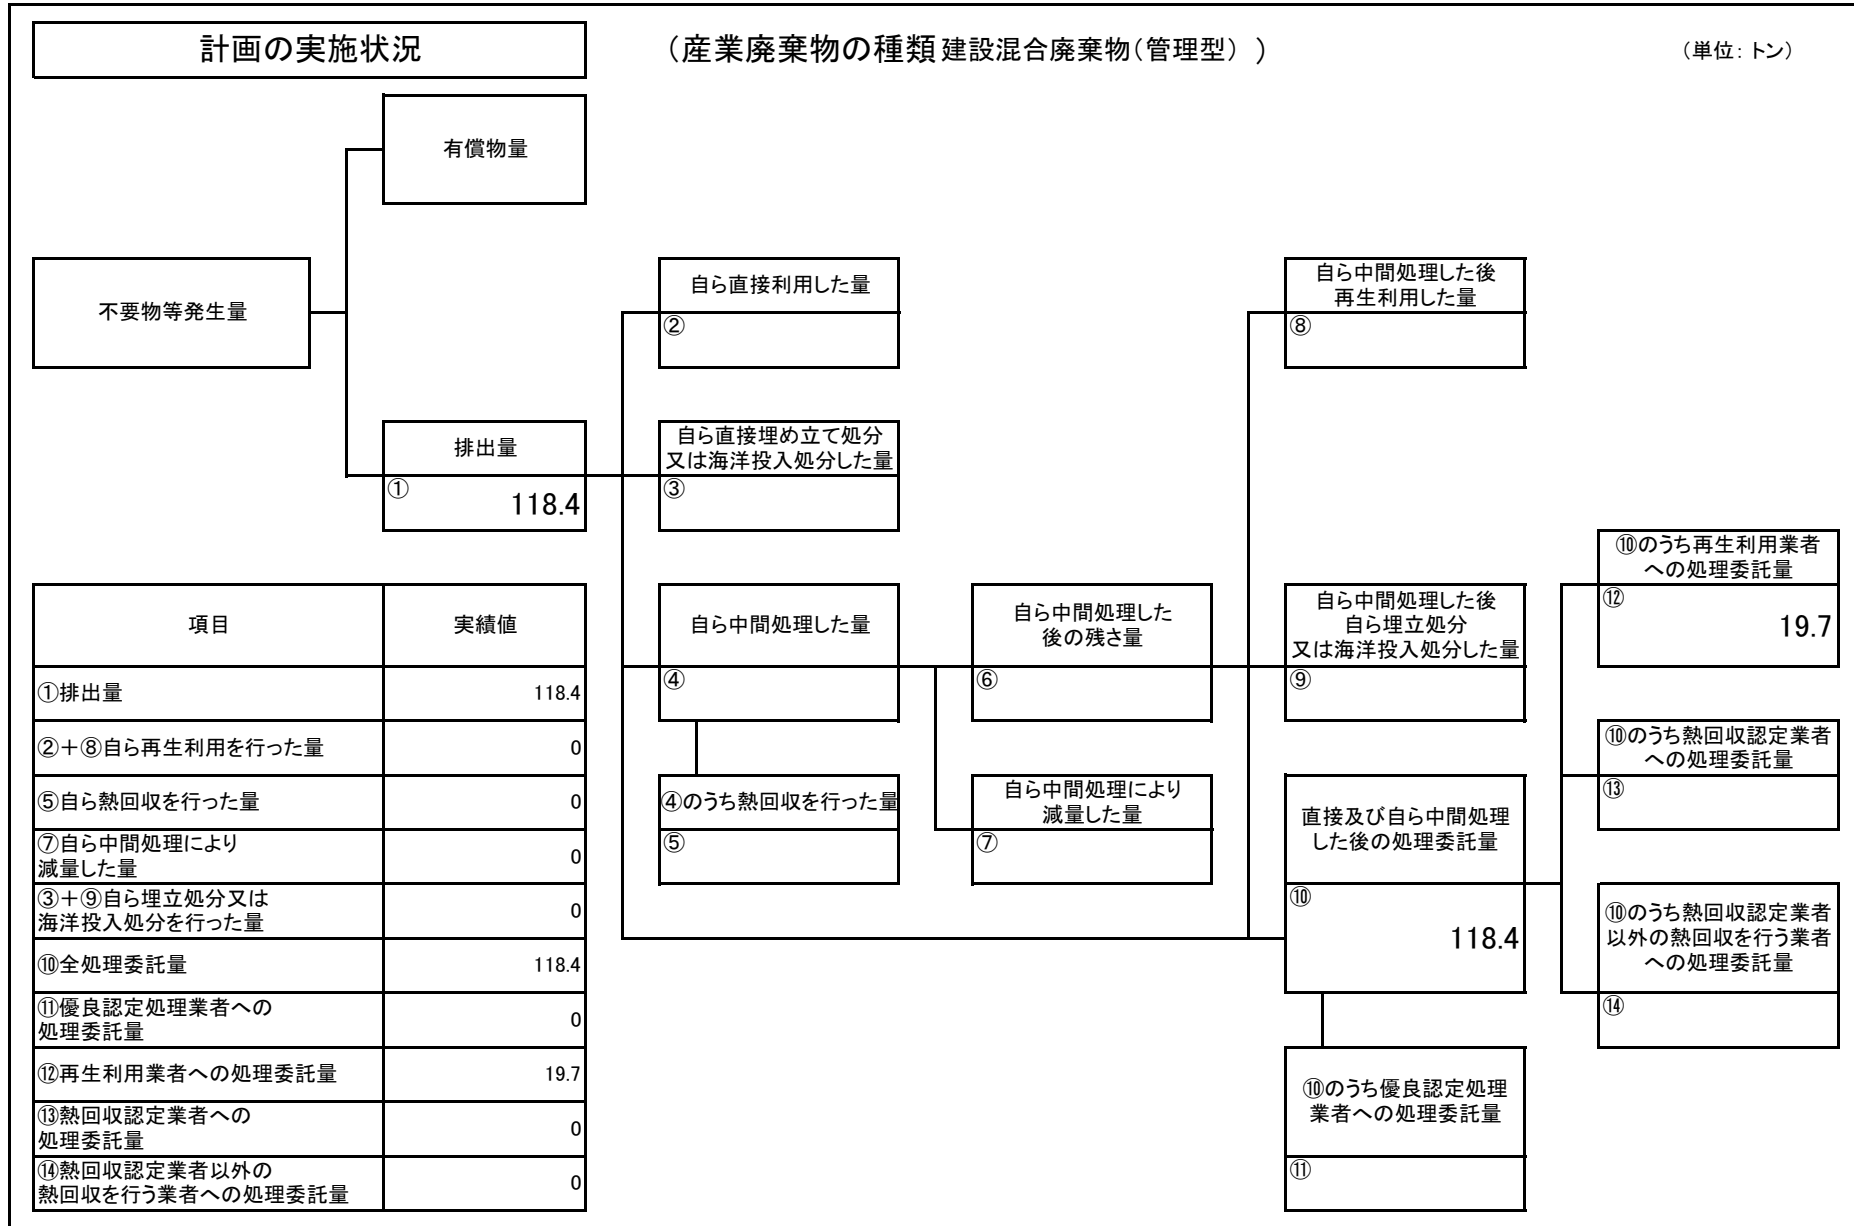 計画の実施状況
（産業廃棄物の種類 建設混合廃棄物（管理型） ）
（単位：トン）
有償物量
不要物等発生量
自ら直接利用した量
②
自ら中間処理した後
再生利用した量
⑧
排出量
①
118.4
自ら直接埋め立て処分
又は海洋投入処分した量
③
⑩のうち再生利用業者
への処理委託量
⑫
19.7
自ら中間処理した量
④
自ら中間処理した
後の残さ量
⑥
自ら中間処理した後
自ら埋立処分
又は海洋投入処分した量
⑨
⑩のうち熱回収認定業者
への処理委託量
⑬
④のうち熱回収を行った量
⑤
自ら中間処理により
減量した量
⑦
直接及び自ら中間処理
した後の処理委託量
⑩
118.4
⑩のうち熱回収認定業者
以外の熱回収を行う業者
への処理委託量
⑭
⑩のうち優良認定処理
業者への処理委託量
⑪
項目 実績値
①排出量 118.4
②＋⑧自ら再生利用を行った量 0
⑤自ら熱回収を行った量 0
⑦自ら中間処理により
減量した量 0
③＋⑨自ら埋立処分又は
海洋投入処分を行った量 0
⑩全処理委託量 118.4
⑪優良認定処理業者への
処理委託量 0
⑫再生利用業者への処理委託量 19.7
⑬熱回収認定業者への
処理委託量 0
⑭熱回収認定業者以外の
熱回収を行う業者への処理委託量 0